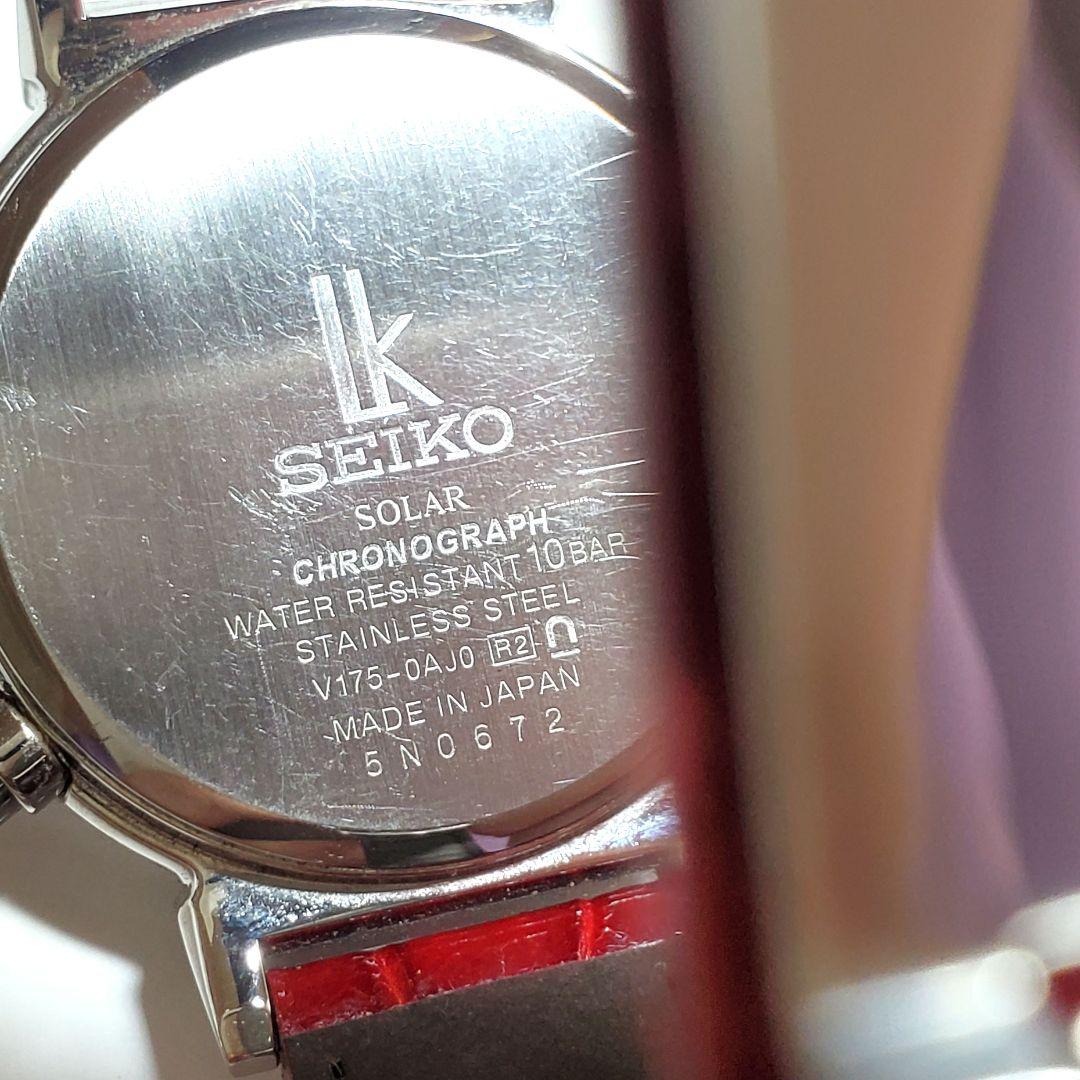 LK
SEIKO
SOLAR
CHRONOGRAPH
WATER RESISTANT 10BAR
STAINLESS STEEL
V175-0AJ0 R2
MADE IN JAPAN
5N0672